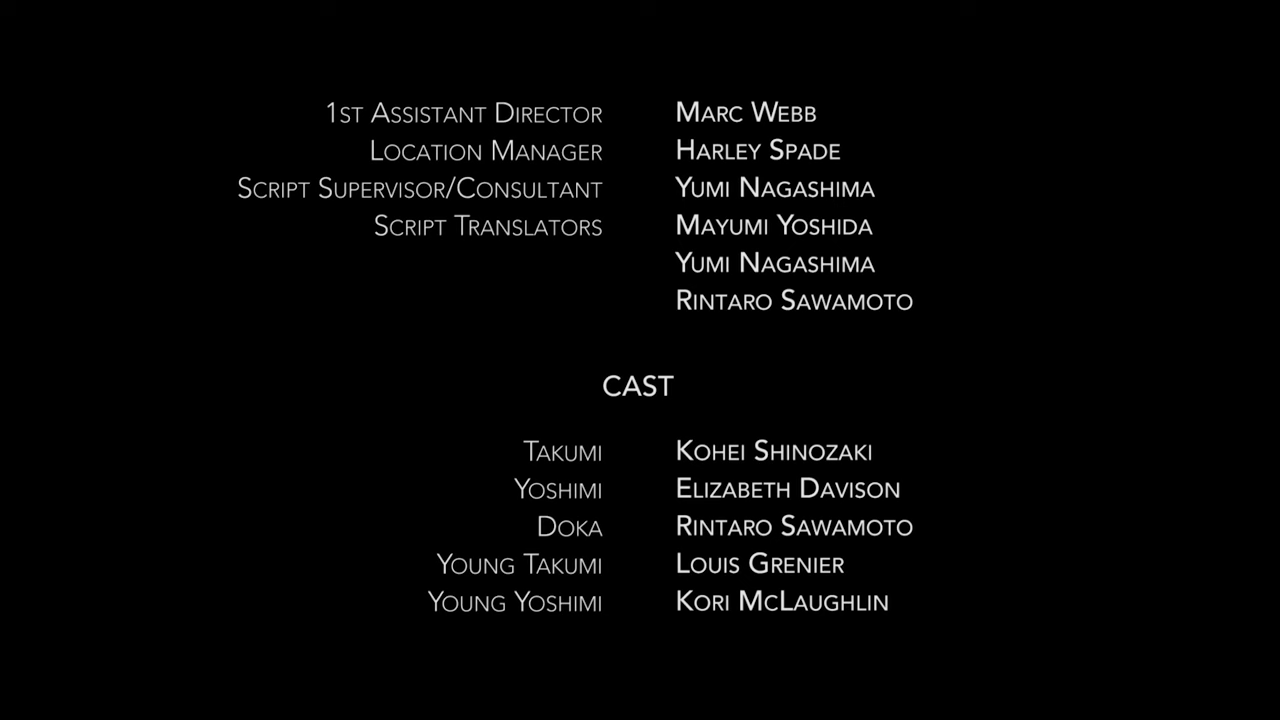 1st Assistant Director Marc Webb
Location Manager Harley Spade
Script Supervisor/Consultant Yumi Nagashima
Script Translators Mayumi Yoshida
Yumi Nagashima
Rintaro Sawamoto
CAST
Takumi Kohei Shinozaki
Yoshimi Elizabeth Davison
Doka Rintaro Sawamoto
Young Takumi Louis Grenier
Young Yoshimi Kori McLaughlin